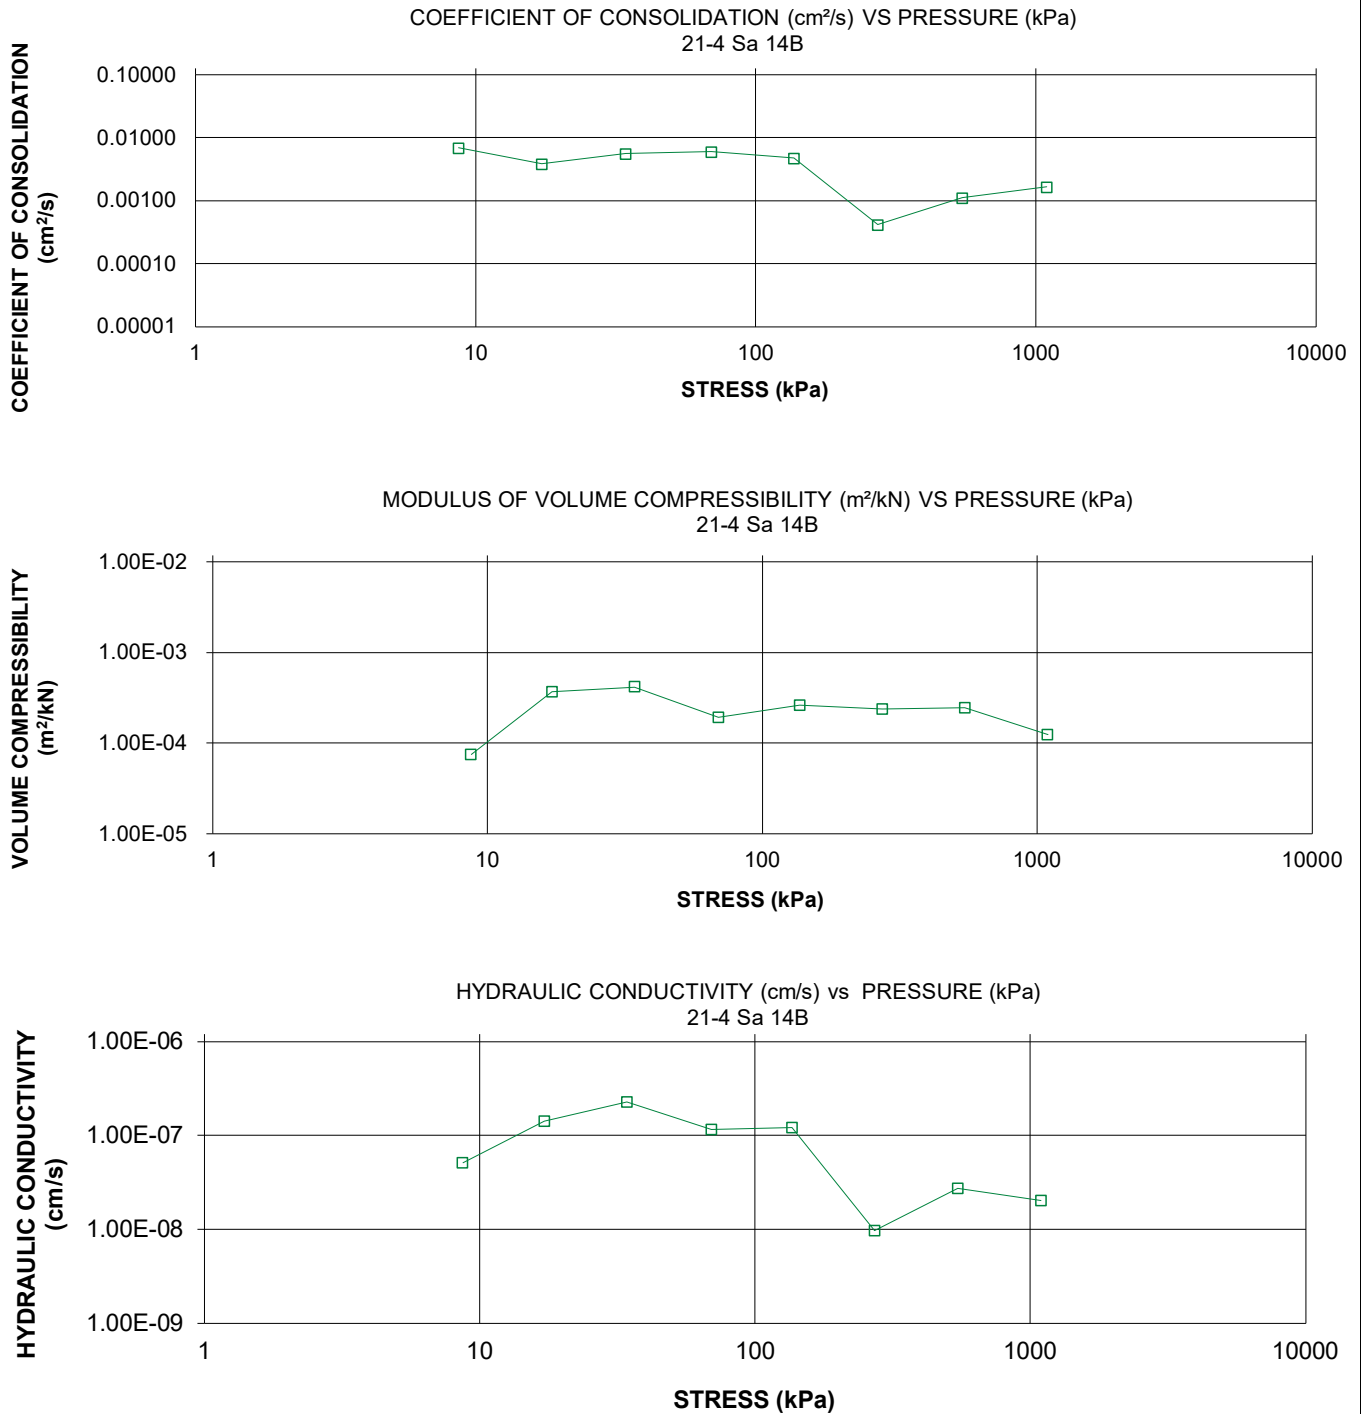 COEFFICIENT OF CONSOLIDATION (cm²/s) VS PRESSURE (kPa)
21-4 Sa 14B
COEFFICIENT OF CONSOLIDATION
(cm²/s)
0.10000
0.01000
0.00100
0.00010
0.00001
1 10 100 1000 10000
STRESS (kPa)
MODULUS OF VOLUME COMPRESSIBILITY (m²/kN) VS PRESSURE (kPa)
21-4 Sa 14B
VOLUME COMPRESSIBILITY
(m²/kN)
1.00E-02
1.00E-03
1.00E-04
1.00E-05
1 10 100 1000 10000
STRESS (kPa)
HYDRAULIC CONDUCTIVITY (cm/s) vs  PRESSURE (kPa)
21-4 Sa 14B
HYDRAULIC CONDUCTIVITY
(cm/s)
1.00E-06
1.00E-07
1.00E-08
1.00E-09
1 10 100 1000 10000
STRESS (kPa)